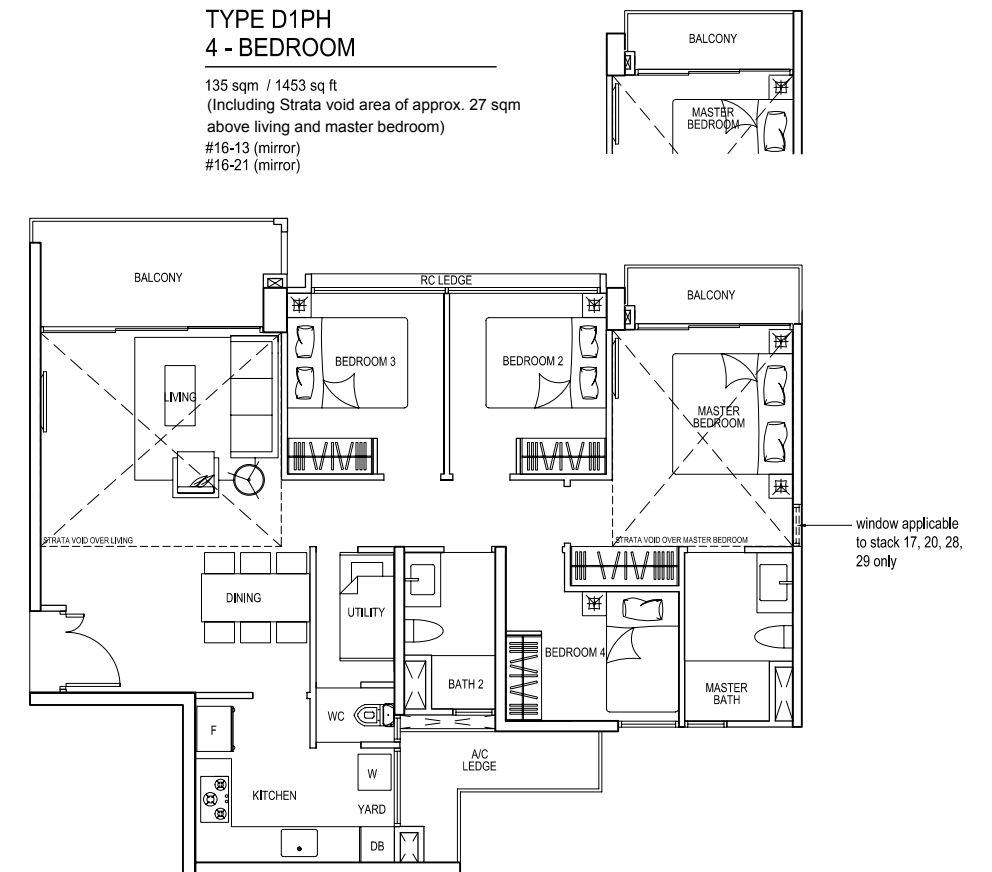 TYPE D1PH
4 - BEDROOM
135 sqm / 1453 sq ft
(Including Strata void area of approx. 27 sqm
above living and master bedroom)
#16-13 (mirror)
#16-21 (mirror)
BALCONY
MASTER
BEDROOM
BALCONY
RC LEDGE
BALCONY
BEDROOM 3
BEDROOM 2
LIVING
MASTER
BEDROOM
STRATA VOID OVER LIVING
STRATA VOID OVER MASTER BEDROOM
window applicable
to stack 17, 20, 28,
29 only
DINING
UTILITY
BEDROOM 4
BATH 2
MASTER
BATH
WC
F
A/C
LEDGE
W
KITCHEN
YARD
DB